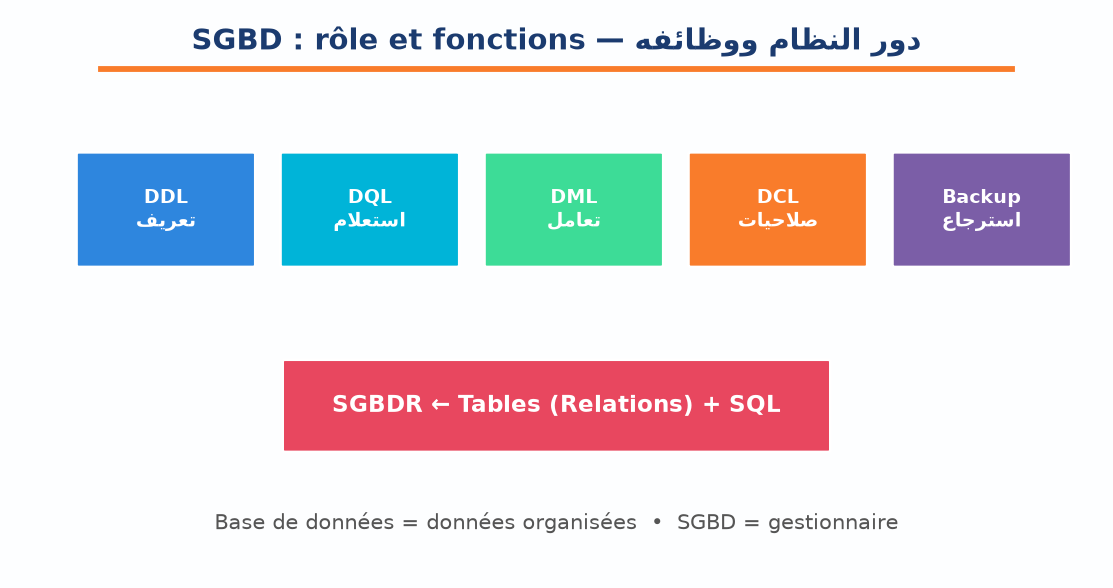 SGBD : rôle et fonctions — دور النظام ووظائفه
DDL
تعريف
DQL
استعلام
DML
تعامل
DCL
صلاحيات
Backup
استرجاع
SGBDR ← Tables (Relations) + SQL
Base de données = données organisées • SGBD = gestionnaire